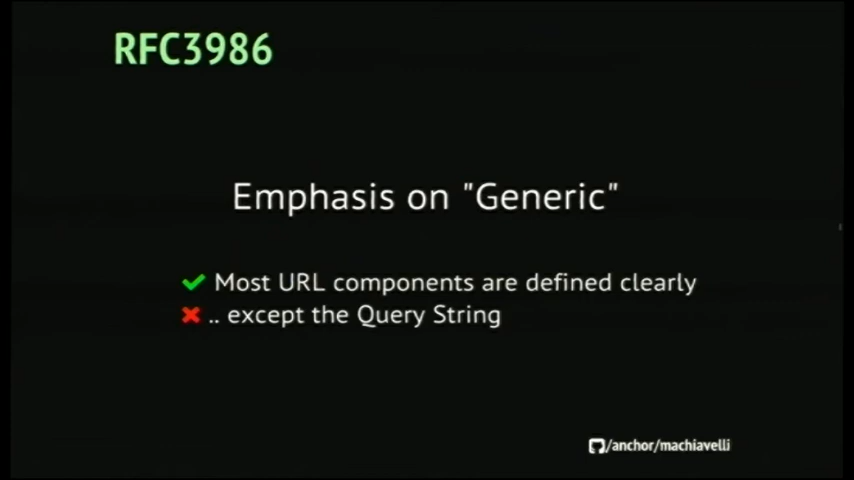 RFC3986
Emphasis on "Generic"
Most URL components are defined clearly
.. except the Query String
/anchor/machiavelli